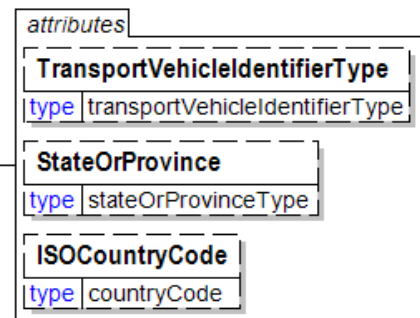 attributes
TransportVehicleIdentifierType
type transportVehicleIdentifierType
StateOrProvince
type stateOrProvinceType
ISOCountryCode
type countryCode